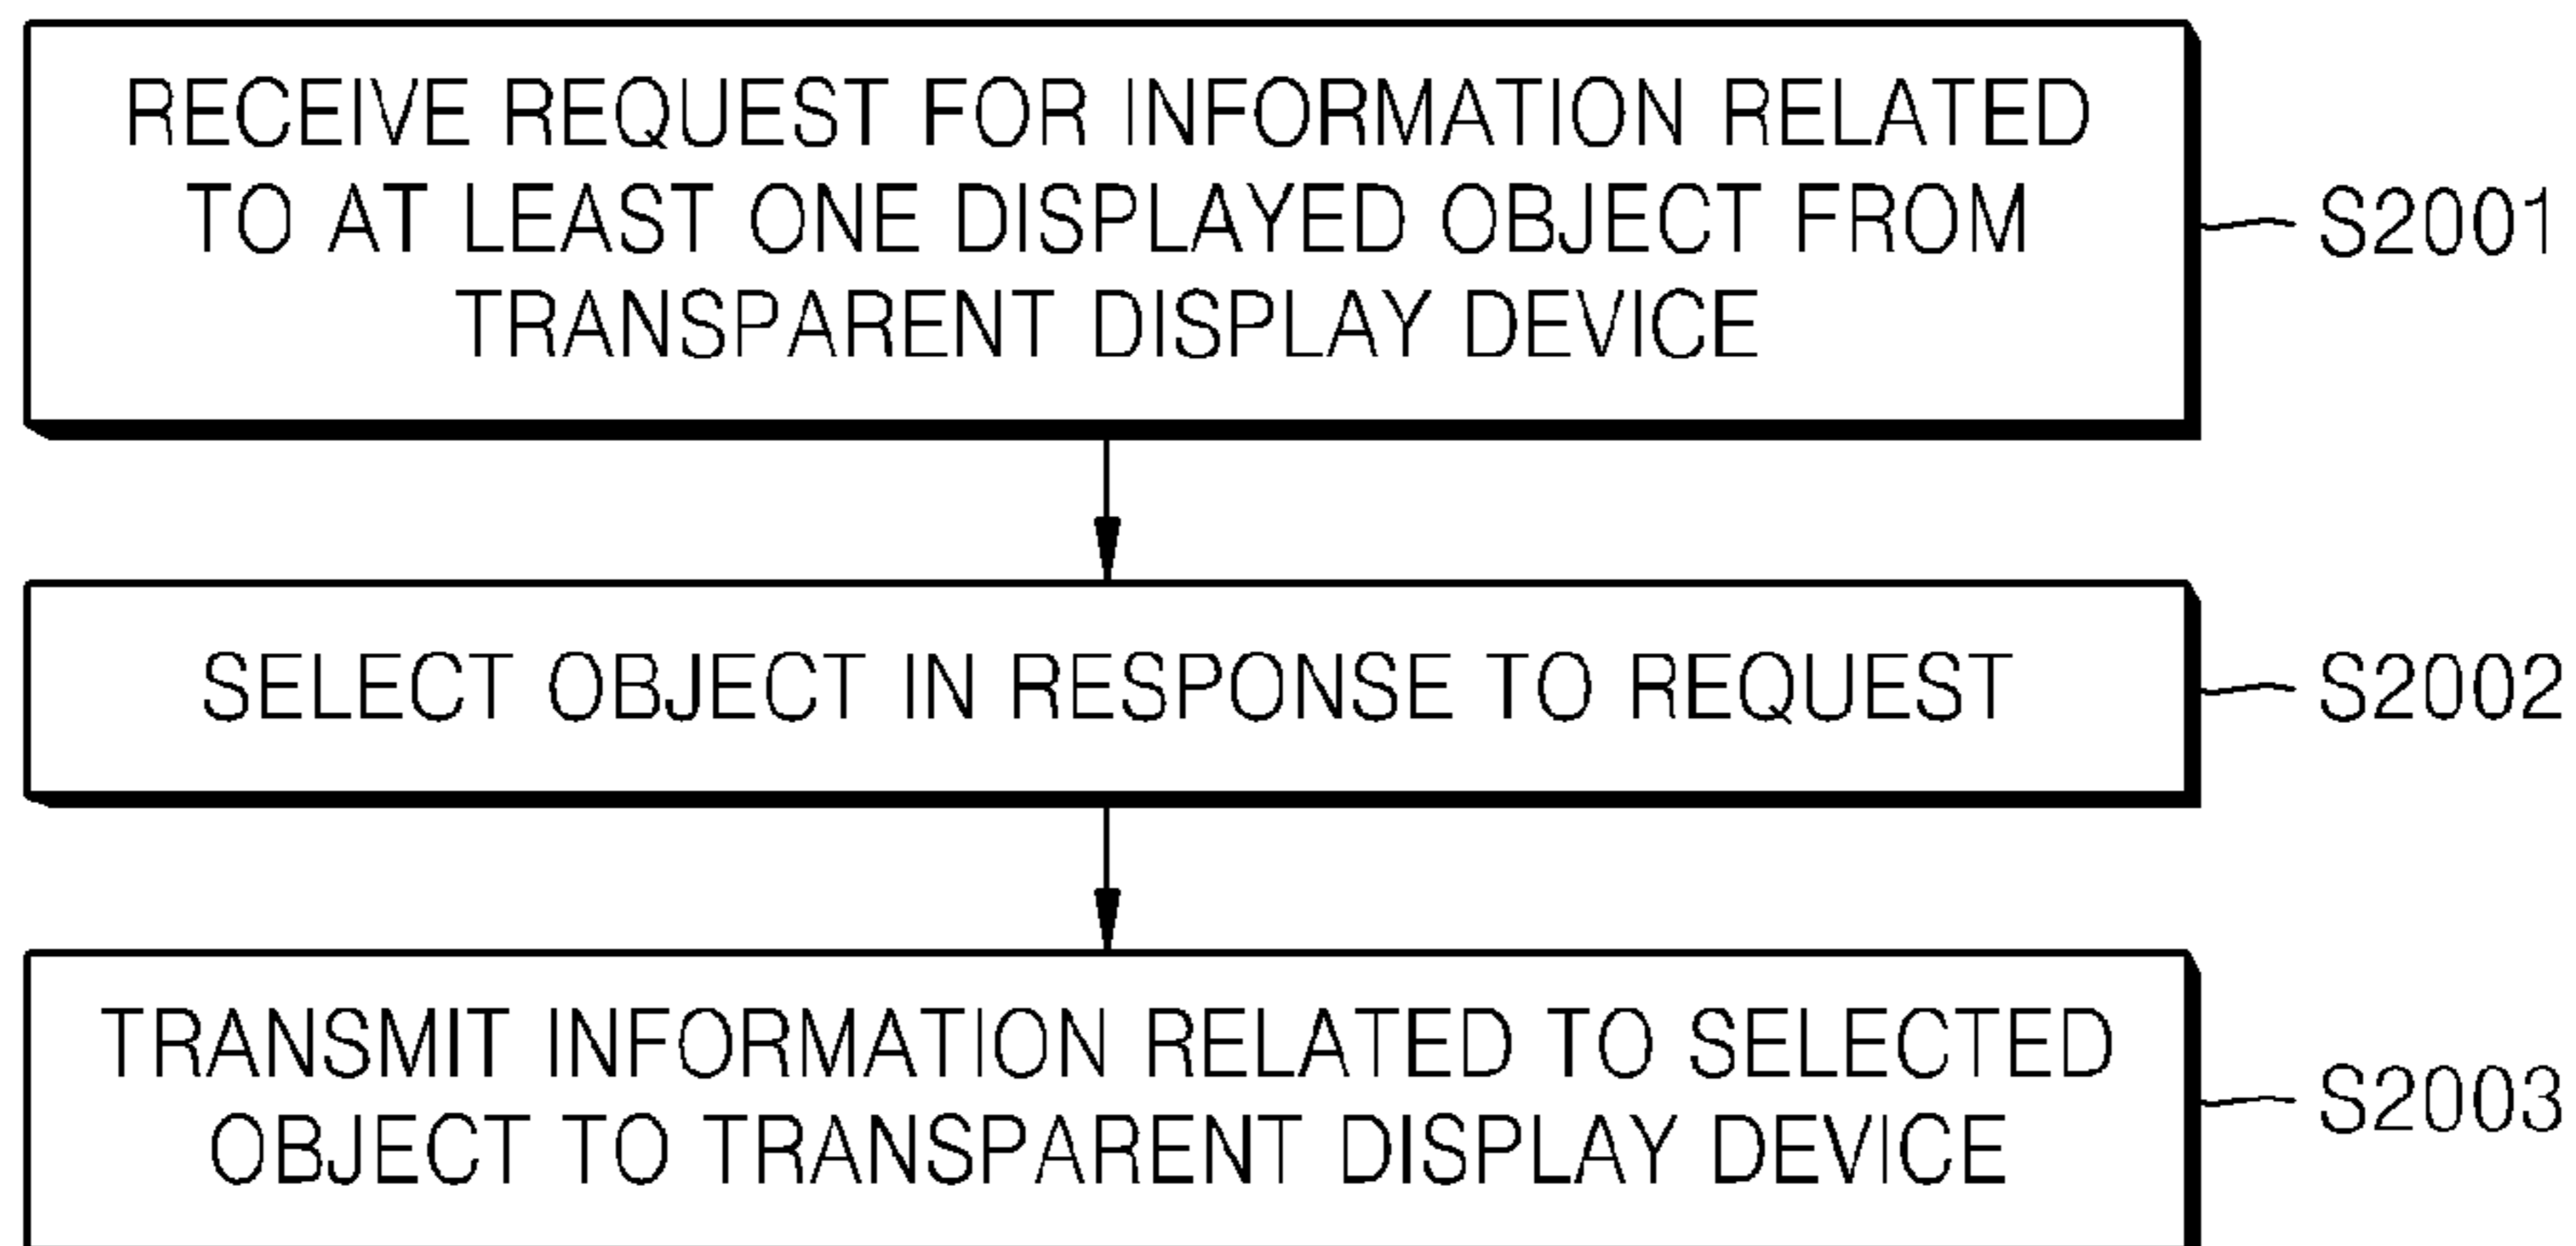 RECEIVE REQUEST FOR INFORMATION RELATED
TO AT LEAST ONE DISPLAYED OBJECT FROM
TRANSPARENT DISPLAY DEVICE
S2001
SELECT OBJECT IN RESPONSE TO REQUEST
S2002
TRANSMIT INFORMATION RELATED TO SELECTED
OBJECT TO TRANSPARENT DISPLAY DEVICE
S2003